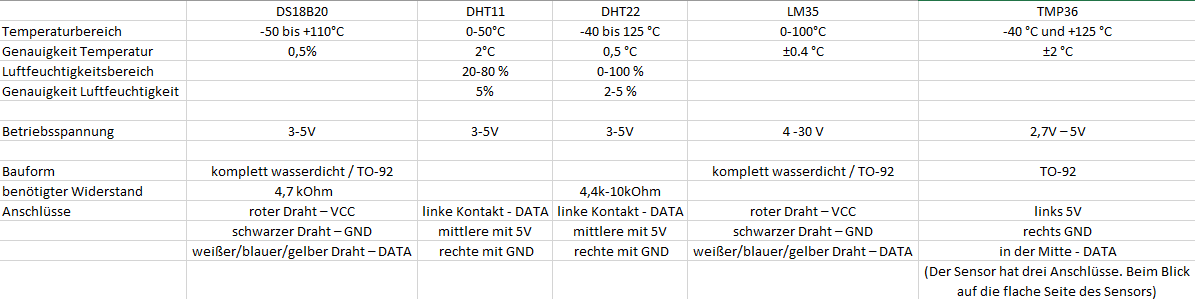 DS18B20 DHT11 DHT22 LM35 TMP36
Temperaturbereich -50 bis +110°C 0-50°C -40 bis 125 °C 0-100°C -40 °C und +125 °C
Genauigkeit Temperatur 0,5% 2°C 0,5 °C ±0.4 °C ±2 °C
Luftfeuchtigkeitsbereich 20-80 % 0-100 %
Genauigkeit Luftfeuchtigkeit 5% 2-5 %
Betriebsspannung 3-5V 3-5V 3-5V 4 -30 V 2,7V – 5V
Bauform komplett wasserdicht / TO-92 komplett wasserdicht / TO-92 TO-92
benötigter Widerstand 4,7 kOhm 4,4k-10kOhm
Anschlüsse roter Draht – VCC linke Kontakt - DATA linke Kontakt - DATA roter Draht – VCC links 5V
schwarzer Draht – GND mittlere mit 5V mittlere mit 5V schwarzer Draht – GND rechts GND
weißer/blauer/gelber Draht – DATA rechte mit GND rechte mit GND weißer/blauer/gelber Draht – DATA in der Mitte - DATA
(Der Sensor hat drei Anschlüsse. Beim Blick
auf die flache Seite des Sensors)